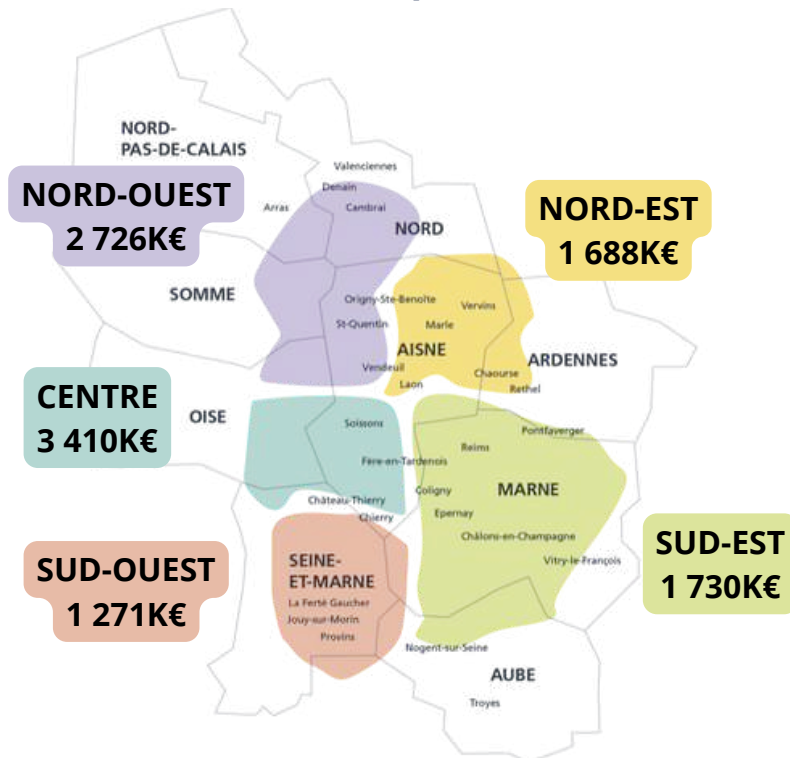 NORD-
PAS-DE-CALAIS
Valenciennes
Denain
Arras
Cambrai
NORD-OUEST
2 726K€
NORD
NORD-EST
1 688K€
SOMME
Origny-Ste-Benoîte
Vervins
St-Quentin
Marle
AISNE
ARDENNES
Vendeuil
Chaourse
Laon
Rethel
CENTRE
3 410K€
OISE
Soissons
Pontfaverger
Reims
Fère-en-Tardenois
Coligny
MARNE
Château-Thierry
Epernay
Chierry
Châlons-en-Champagne
Vitry-le-François
SUD-OUEST
1 271K€
SEINE-
ET-MARNE
La Ferté Gaucher
Jouy-sur-Morin
Provins
SUD-EST
1 730K€
Nogent-sur-Seine
AUBE
Troyes